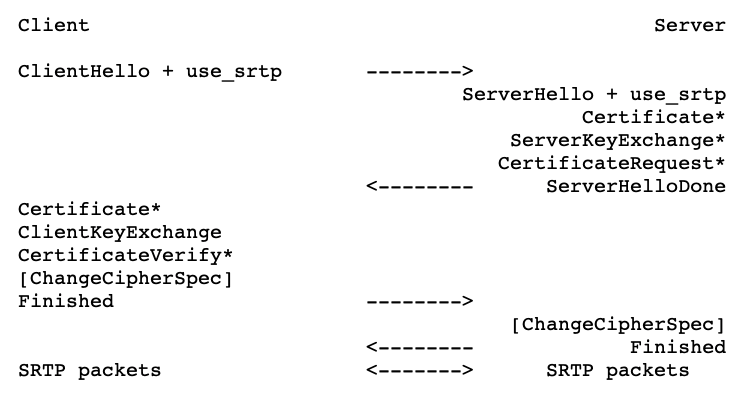 Client                                                   Server
ClientHello + use_srtp       -------->
                                     ServerHello + use_srtp
                                               Certificate*
                                         ServerKeyExchange*
                                        CertificateRequest*
                             <--------      ServerHelloDone
Certificate*
ClientKeyExchange
CertificateVerify*
[ChangeCipherSpec]
Finished                     -------->
                                         [ChangeCipherSpec]
                             <--------             Finished
SRTP packets                 <------->      SRTP packets